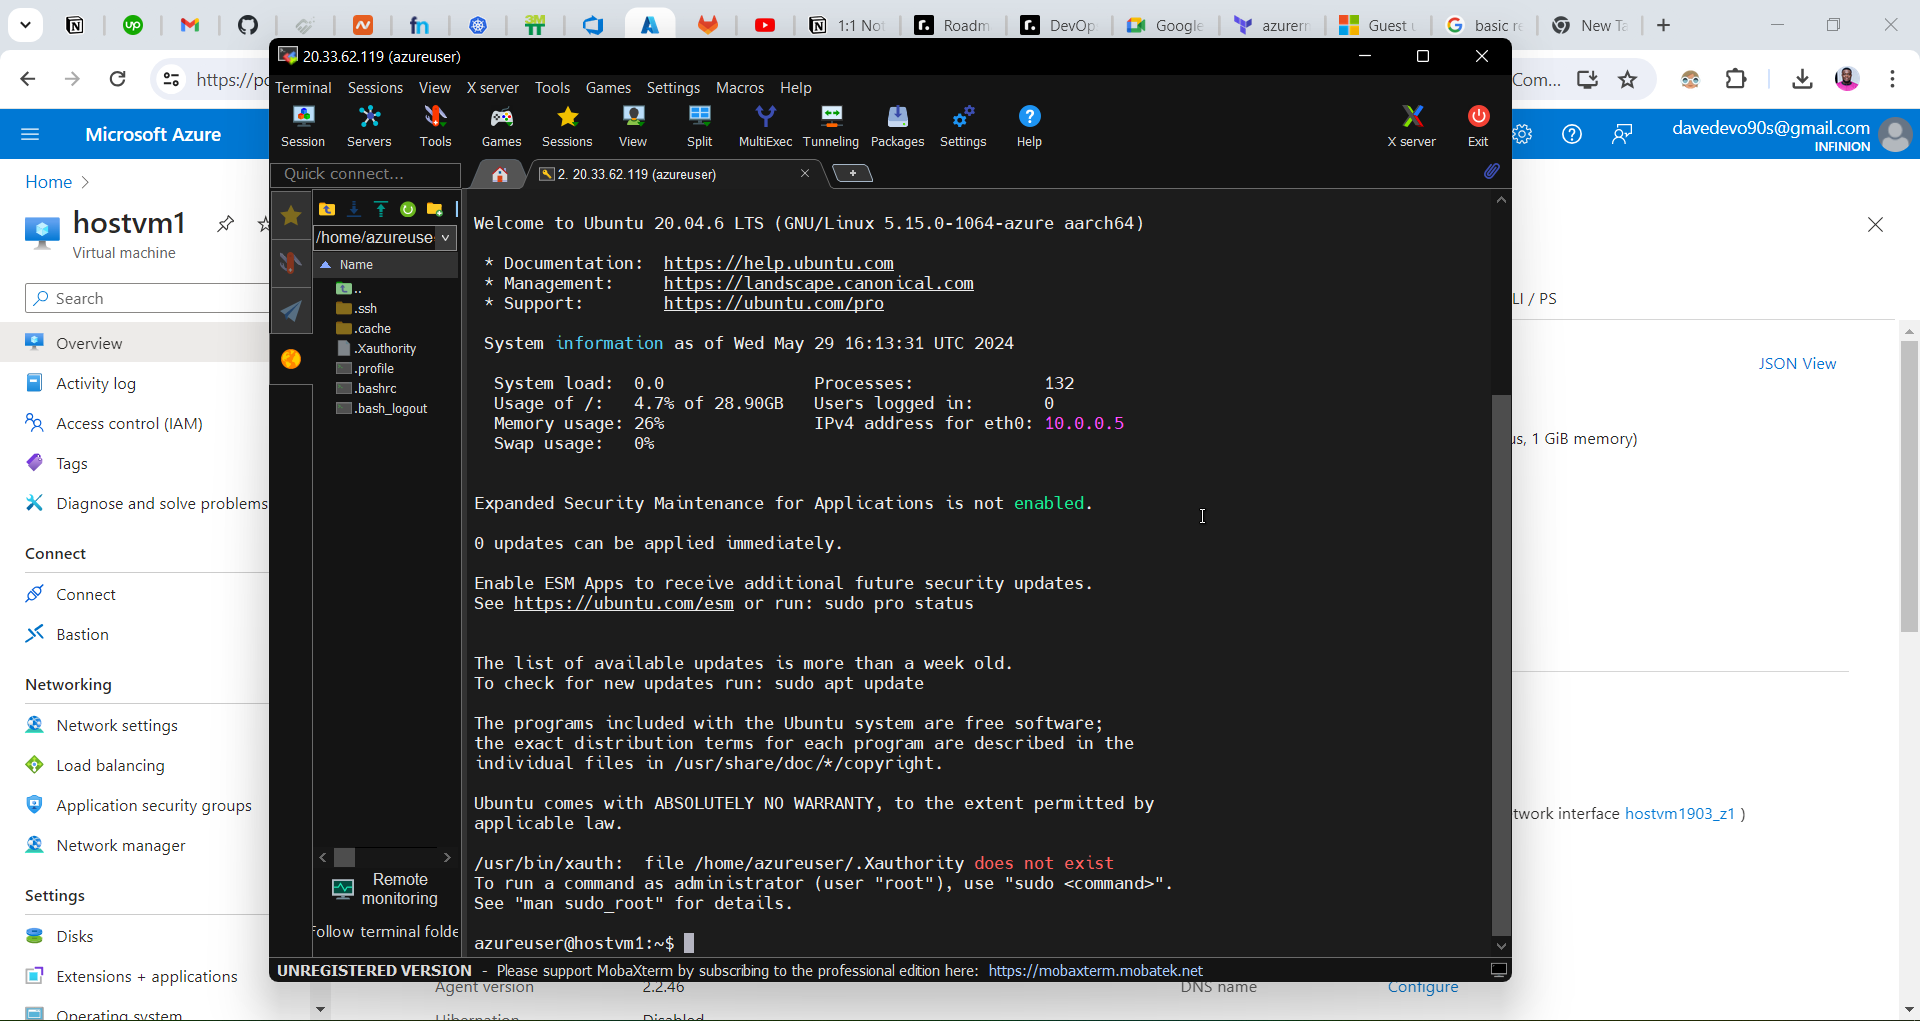 1:1 Not
Roadm
DevOp
Google
azurerm
Guest
basic r
New Ta
https://po
Com...
20.33.62.119 (azureuser)
Terminal Sessions View X server Tools Games Settings Macros Help
Session Servers Tools Games Sessions View Split MultiExec Tunneling Packages Settings Help X server Exit
Microsoft Azure
davedevo90s@gmail.com
INFINION
Quick connect...
2. 20.33.62.119 (azureuser)
Home
hostvm1
Virtual machine
Search
Overview
Activity log
Access control (IAM)
Tags
Diagnose and solve problems
Connect
Connect
Bastion
Networking
Network settings
Load balancing
Application security groups
Network manager
Settings
Disks
Extensions + applications
Operating system
/home/azureuse
Name
..
.ssh
.cache
.Xauthority
.profile
.bashrc
.bash_logout
Remote
monitoring
Follow terminal folde
Welcome to Ubuntu 20.04.6 LTS (GNU/Linux 5.15.0-1064-azure aarch64)
* Documentation: https://help.ubuntu.com
* Management: https://landscape.canonical.com
* Support: https://ubuntu.com/pro
System information as of Wed May 29 16:13:31 UTC 2024
System load: 0.0 Processes: 132
Usage of /: 4.7% of 28.90GB Users logged in: 0
Memory usage: 26% IPv4 address for eth0: 10.0.0.5
Swap usage: 0%
Expanded Security Maintenance for Applications is not enabled.
0 updates can be applied immediately.
Enable ESM Apps to receive additional future security updates.
See https://ubuntu.com/esm or run: sudo pro status
The list of available updates is more than a week old.
To check for new updates run: sudo apt update
The programs included with the Ubuntu system are free software;
the exact distribution terms for each program are described in the
individual files in /usr/share/doc/*/copyright.
Ubuntu comes with ABSOLUTELY NO WARRANTY, to the extent permitted by
applicable law.
/usr/bin/xauth: file /home/azureuser/.Xauthority does not exist
To run a command as administrator (user "root"), use "sudo <command>".
See "man sudo_root" for details.
azureuser@hostvm1:~$
UNREGISTERED VERSION - Please support MobaXterm by subscribing to the professional edition here: https://mobaxterm.mobatek.net
LI / PS
JSON View
us, 1 GiB memory)
twork interface hostvm1903_z1 )
Agent version 2.2.46
DNS name Configure
Hibernation Disabled